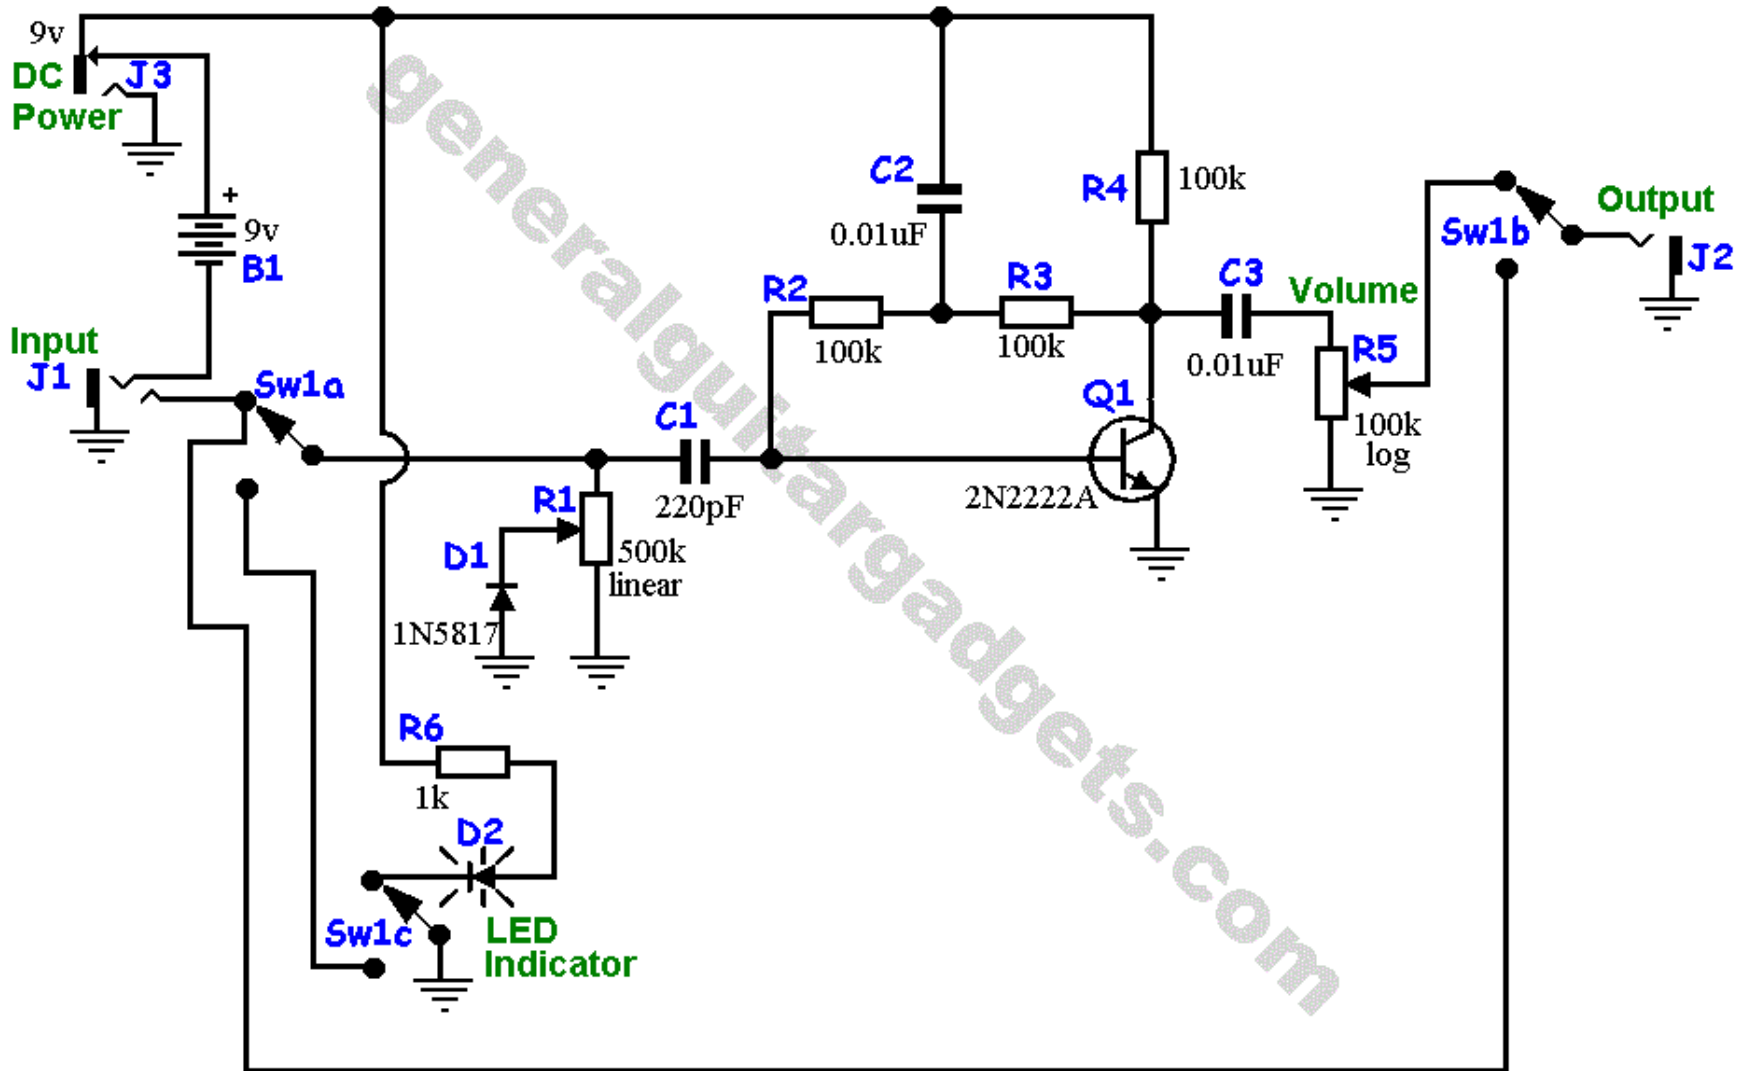 9v
DC
Power
J3
+
9v
B1
Input
J1
Sw1a
C2
0.01uF
R4
100k
R2
100k
R3
100k
C3
0.01uF
Volume
R5
100k
log
Sw1b
Output
J2
C1
220pF
Q1
2N2222A
R1
500k
linear
D1
1N5817
R6
1k
D2
LED
Indicator
Sw1c
generalguitargadgets.com